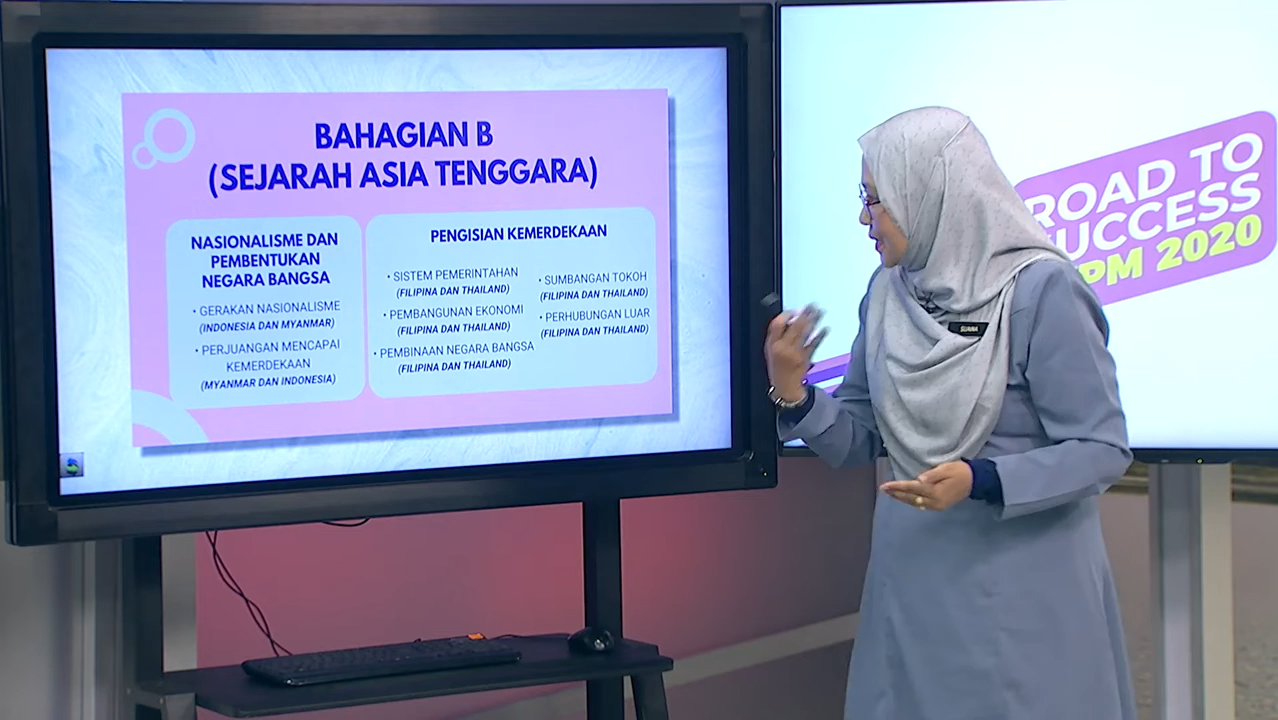 BAHAGIAN B
(SEJARAH ASIA TENGGARA)
NASIONALISME DAN
PEMBENTUKAN
NEGARA BANGSA
• GERAKAN NASIONALISME
(INDONESIA DAN MYANMAR)
• PERJUANGAN MENCAPAI
KEMERDEKAAN
(MYANMAR DAN INDONESIA)
PENGISIAN KEMERDEKAAN
• SISTEM PEMERINTAHAN
(FILIPINA DAN THAILAND)
• PEMBANGUNAN EKONOMI
(FILIPINA DAN THAILAND)
• PEMBINAAN NEGARA BANGSA
(FILIPINA DAN THAILAND)
• SUMBANGAN TOKOH
(FILIPINA DAN THAILAND)
• PERHUBUNGAN LUAR
(FILIPINA DAN THAILAND)
ROAD TO
SUCCESS
PM 2020